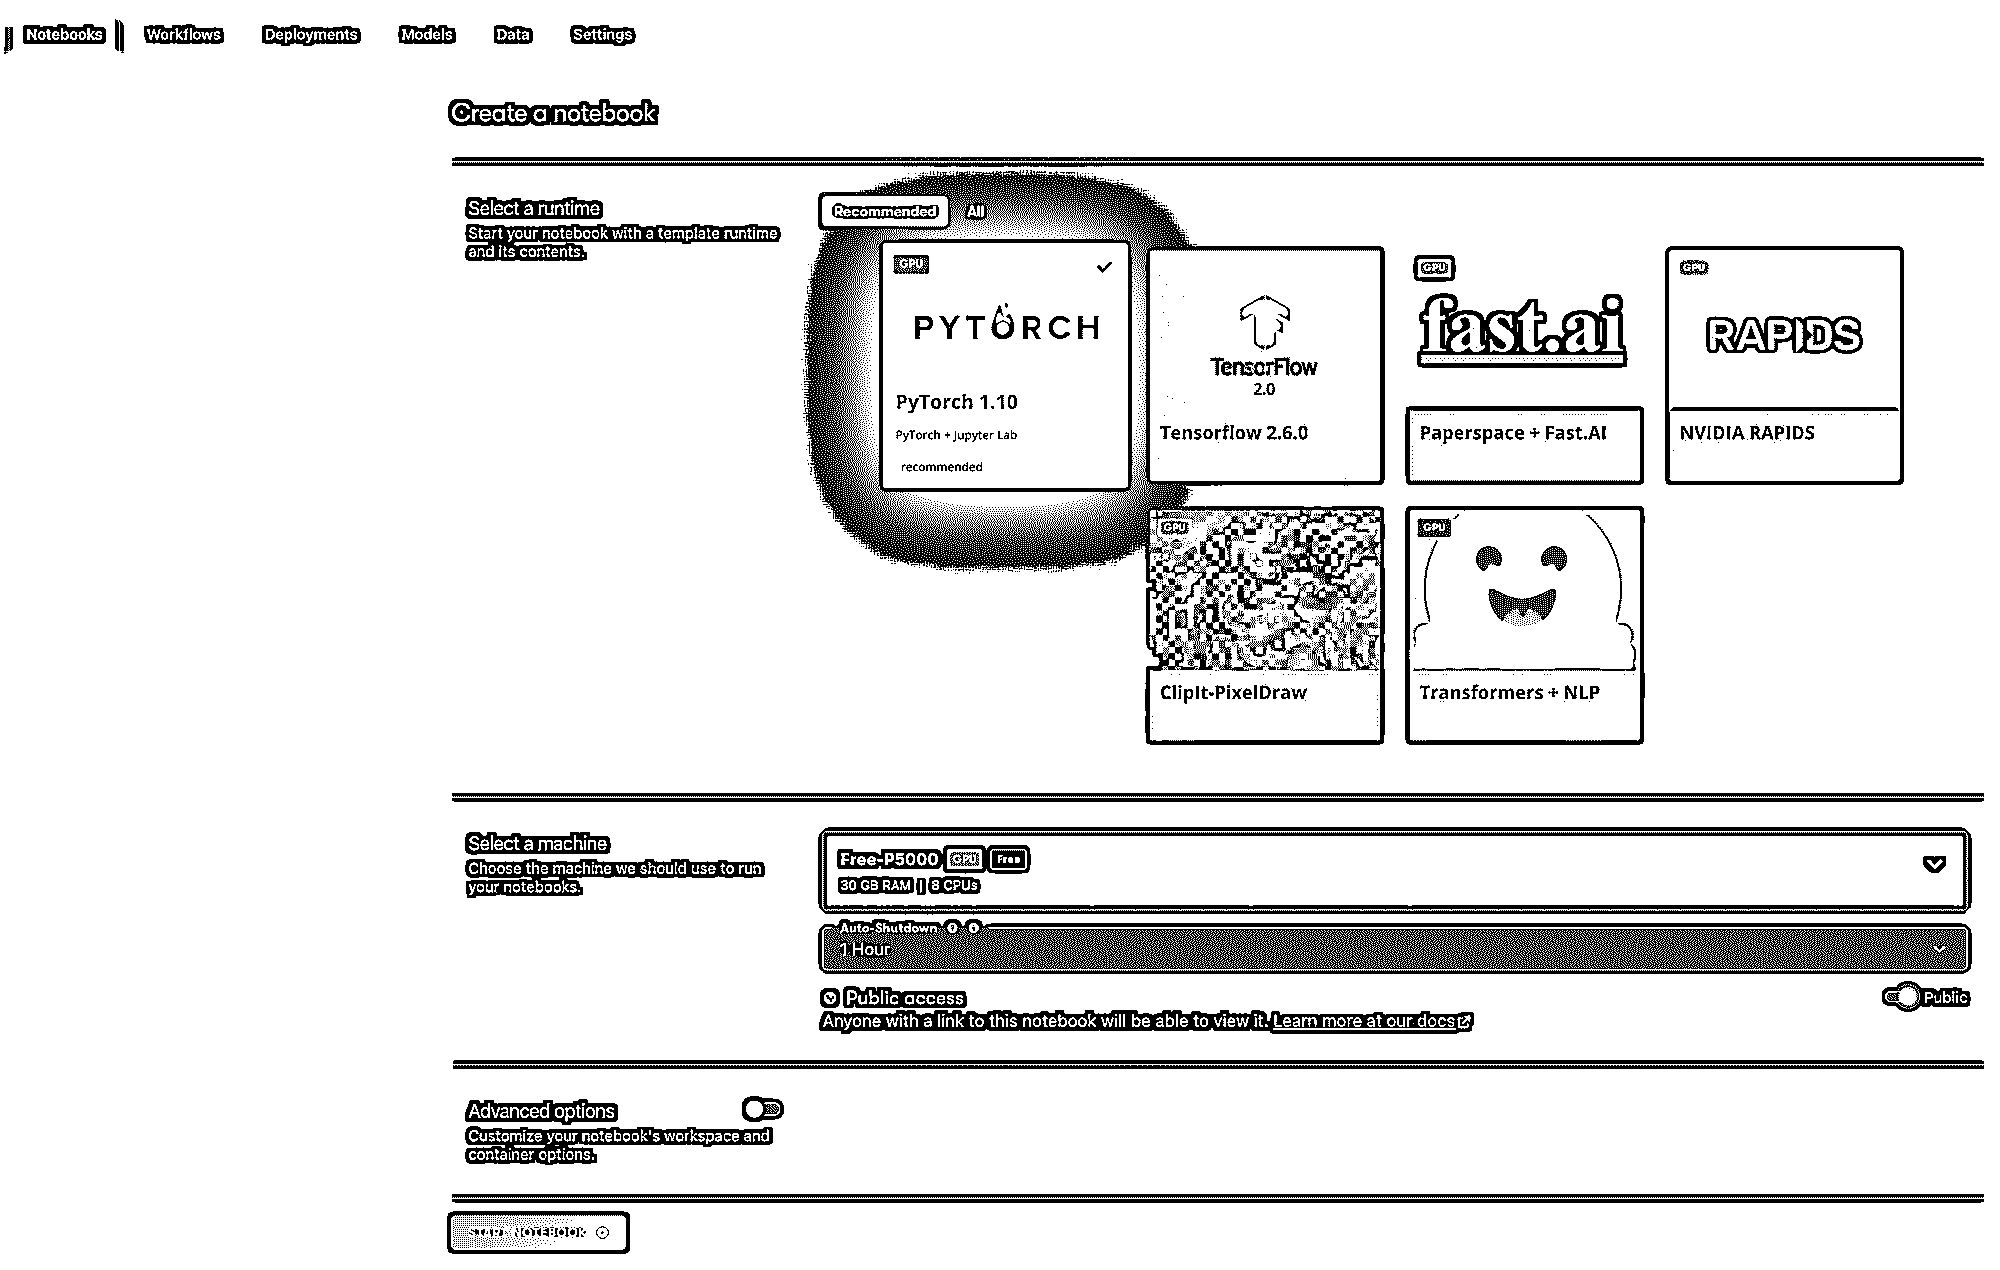 Notebooks Workflows Deployments Models Data Settings
Create a notebook
Select a runtime
Start your notebook with a template runtime
and its contents.
Recommended All
GPU
PYTORCH
PyTorch 1.10
PyTorch + Jupyter Lab
recommended
TensorFlow
2.0
Tensorflow 2.6.0
GPU
fast.ai
Paperspace + Fast.AI
GPU
RAPIDS
NVIDIA RAPIDS
GPU
ClipIt-PixelDraw
GPU
Transformers + NLP
Select a machine
Choose the machine we should use to run
your notebooks.
Free-P5000 GPU Free
30 GB RAM | 8 CPUs
Auto-Shutdown
1 Hour
Public access
Public
Anyone with a link to this notebook will be able to view it. Learn more at our docs
Advanced options
Customize your notebook's workspace and
container options.
START NOTEBOOK